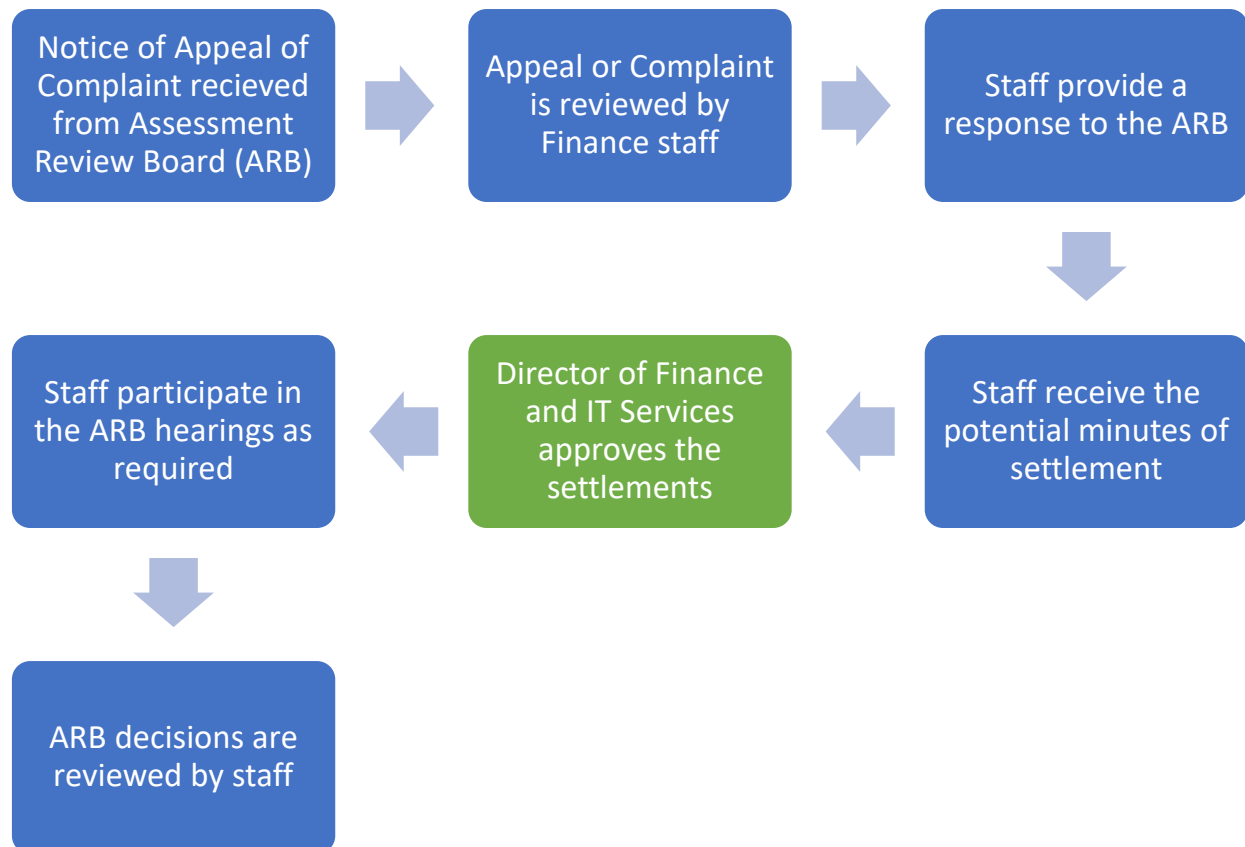 Notice of Appeal of
Complaint recieved
from Assessment
Review Board (ARB)
Appeal or Complaint
is reviewed by
Finance staff
Staff provide a
response to the ARB
Staff receive the
potential minutes of
settlement
Director of Finance
and IT Services
approves the
settlements
Staff participate in
the ARB hearings as
required
ARB decisions are
reviewed by staff